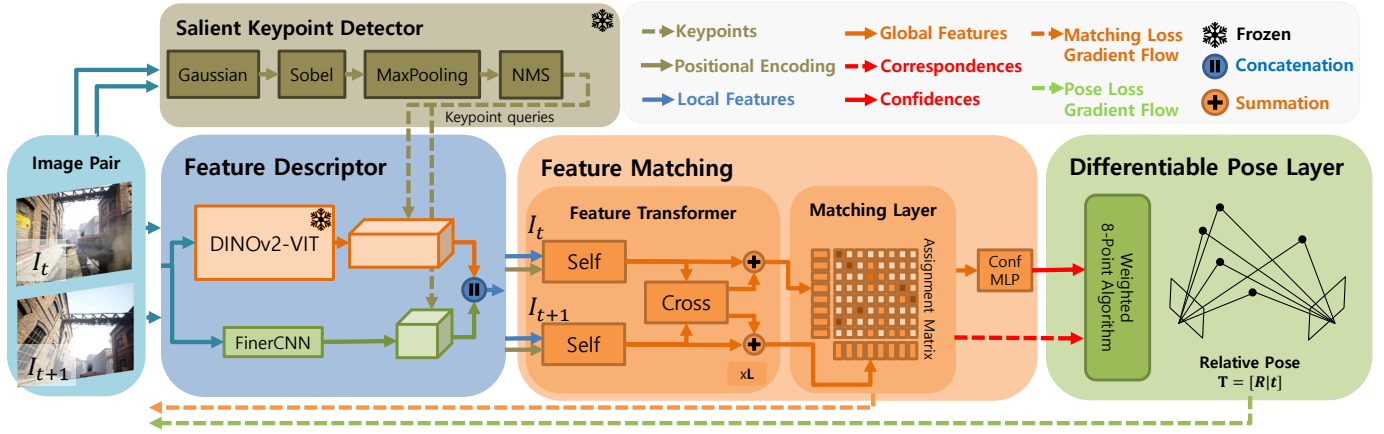 Salient Keypoint Detector
Gaussian
Sobel
MaxPooling
NMS
Keypoint queries
Keypoints
Positional Encoding
Local Features
Global Features
Correspondences
Confidences
Matching Loss
Gradient Flow
Pose Loss
Gradient Flow
Frozen
Concatenation
Summation
Image Pair
I_t
I_{t+1}
Feature Descriptor
DINOv2-VIT
FinerCNN
Feature Matching
Feature Transformer
I_t
Self
Cross
I_{t+1}
Self
xL
Matching Layer
Assignment Matrix
Conf
MLP
Differentiable Pose Layer
Weighted
8-Point Algorithm
Relative Pose
T = [R|t]